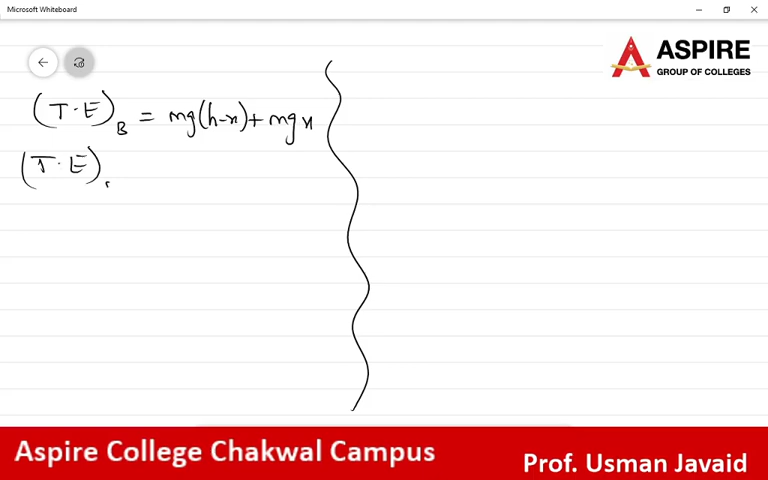 Microsoft Whiteboard
ASPIRE
GROUP OF COLLEGES
(T.E)B = mg(h-x)+mgx
(T.E)
Aspire College Chakwal Campus
Prof. Usman Javaid